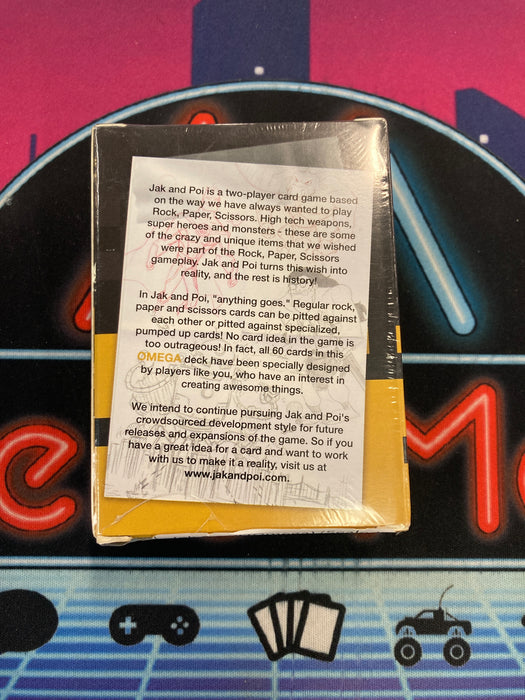 Jak and Poi is a two-player card game based
on the way we have always wanted to play
Rock, Paper, Scissors. High tech weapons,
super heroes and monsters - these are some
of the crazy and unique items that we wished
were part of the Rock, Paper, Scissors
gameplay. Jak and Poi turns this wish into
reality, and the rest is history!
In Jak and Poi, "anything goes." Regular rock,
paper and scissors cards can be pitted against
each other or pitted against specialized,
pumped up cards! No card idea in the game is
too outrageous! In fact, all 60 cards in this
OMEGA deck have been specially designed
by players like you, who have an interest in
creating awesome things.
We intend to continue pursuing Jak and Poi's
crowdsourced development style for future
releases and expansions of the game. So if you
have a great idea for a card and want to work
with us to make it a reality, visit us at
www.jakandpoi.com.